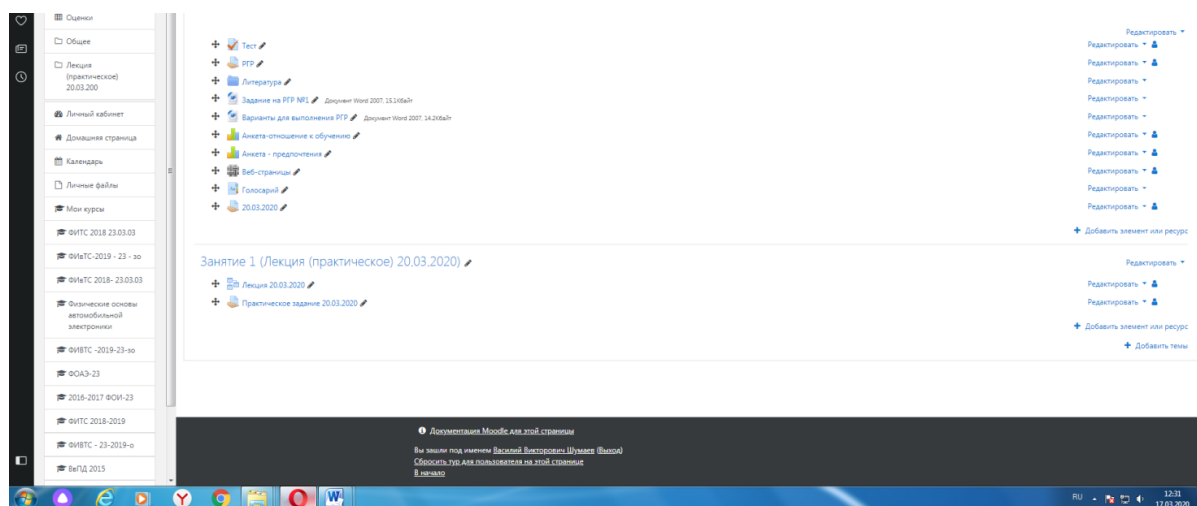 Оценки
Общее
Лекция
(практическое)
20.03.200
Личный кабинет
Домашняя страница
Календарь
Личные файлы
Мои курсы
ФИТС 2018 23.03.03
ФИвТС-2019 - 23 - зо
ФИвТС 2018- 23.03.03
Физические основы
автомобильной
электроники
ФИВТС -2019-23-зо
ФОАЭ-23
2016-2017 ФОИ-23
ФИТС 2018-2019
ФИВТС - 23-2019-о
ВвПД 2015
Редактировать
Тест Редактировать
РГР Редактировать
Литература Редактировать
Задание на РГР №1 Документ Word 2007, 15.1Кбайт Редактировать
Варианты для выполнения РГР Документ Word 2007, 14.2Кбайт Редактировать
Анкета-отношение к обучению Редактировать
Анкета - предпочтения Редактировать
Веб-страницы Редактировать
Голосарий Редактировать
20.03.2020 Редактировать
Добавить элемент или ресурс
Занятие 1 (Лекция (практическое) 20.03.2020) Редактировать
Лекция 20.03.2020 Редактировать
Практическое задание 20.03.2020 Редактировать
Добавить элемент или ресурс
Добавить темы
Документация Moodle для этой страницы
Вы зашли под именем Василий Викторович Шумаев (Выход)
Сбросить тур для пользователя на этой странице
В начало
RU 12:31
17.03.2020